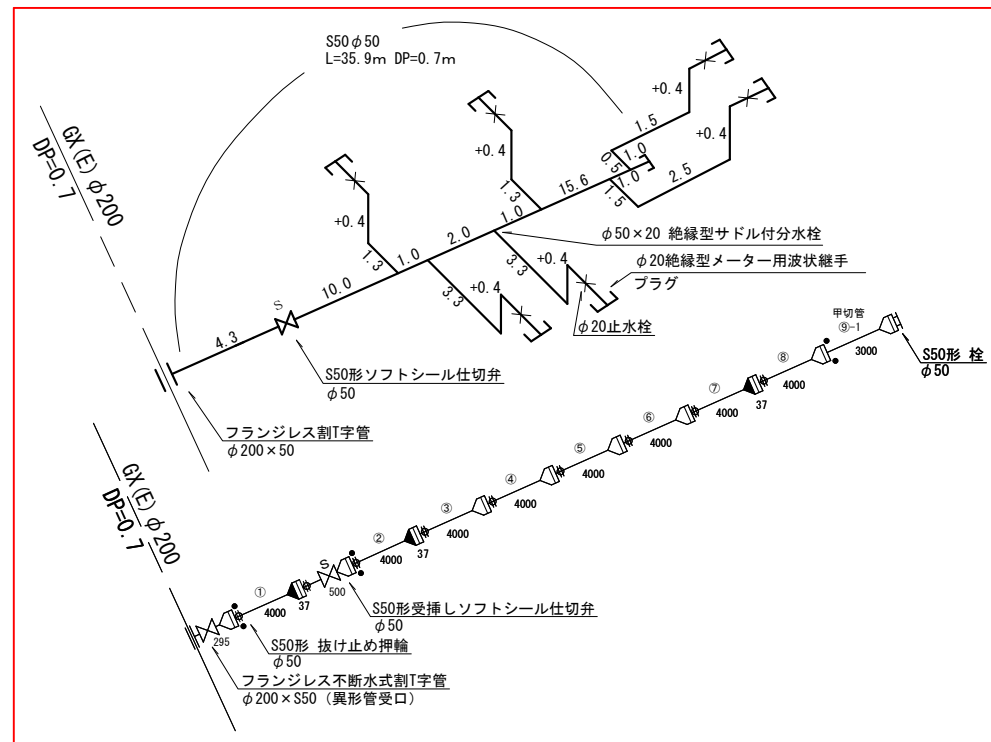 S50φ50
L=35.9m DP=0.7m
GX(E)φ200
DP=0.7
4.3
S
10.0
1.3
+0.4
1.0
2.0
3.3
+0.4
1.0
1.3
+0.4
3.3
+0.4
15.6
0.5
1.0
1.5
+0.4
1.0
1.5
2.5
+0.4
φ50×20 絶縁型サドル付分水栓
φ20絶縁型メーター用波状継手
プラグ
φ20止水栓
S50形ソフトシール仕切弁
φ50
フランジレス割T字管
φ200×50
GX(E)φ200
DP=0.7
295
①
4000
37
S
500
②
4000
37
③
4000
④
4000
⑤
4000
⑥
4000
⑦
4000
37
⑧
4000
甲切管
⑨-1
3000
S50形 栓
φ50
S50形受挿しソフトシール仕切弁
φ50
S50形 抜け止め押輪
φ50
フランジレス不断水式割T字管
φ200×S50（異形管受口）